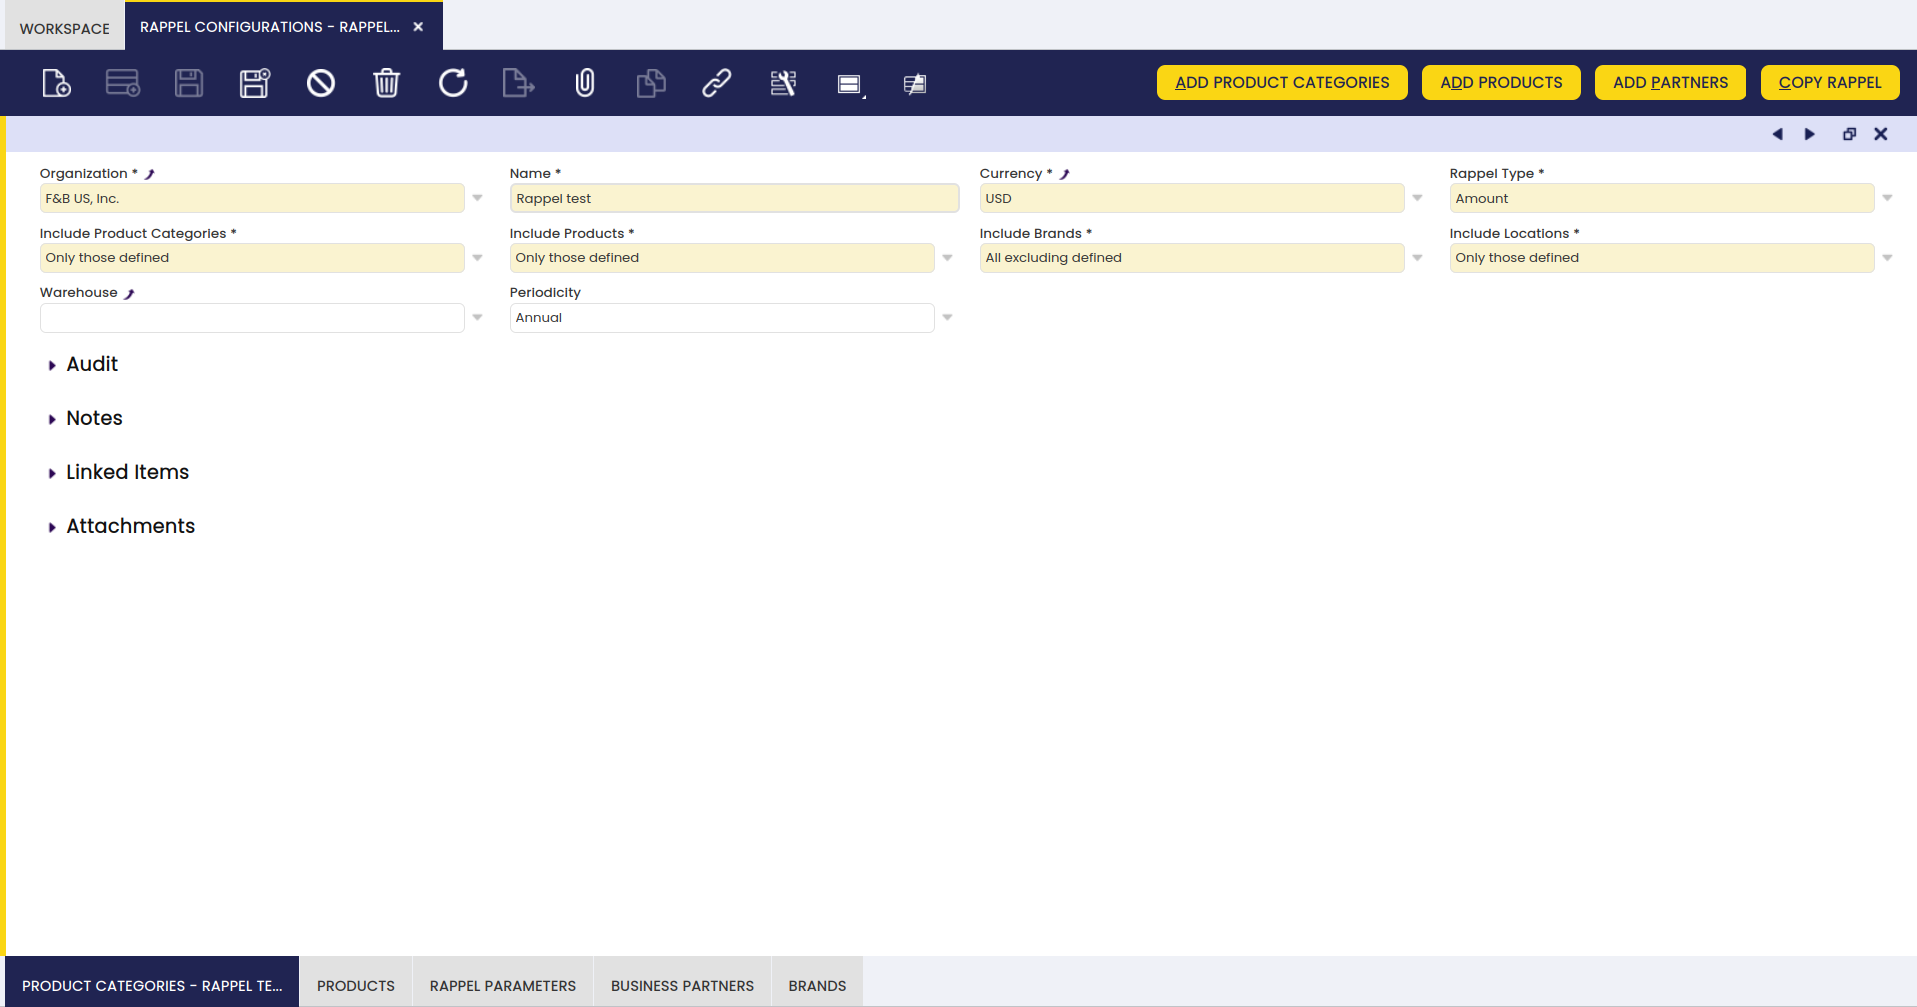 WORKSPACE
RAPPEL CONFIGURATIONS - RAPPEL...
ADD PRODUCT CATEGORIES
ADD PRODUCTS
ADD PARTNERS
COPY RAPPEL
Organization *
Name *
Currency *
Rappel Type *
F&B US, Inc.
Rappel test
USD
Amount
Include Product Categories *
Include Products *
Include Brands *
Include Locations *
Only those defined
Only those defined
All excluding defined
Only those defined
Warehouse
Periodicity
Annual
Audit
Notes
Linked Items
Attachments
PRODUCT CATEGORIES - RAPPEL TE...
PRODUCTS
RAPPEL PARAMETERS
BUSINESS PARTNERS
BRANDS